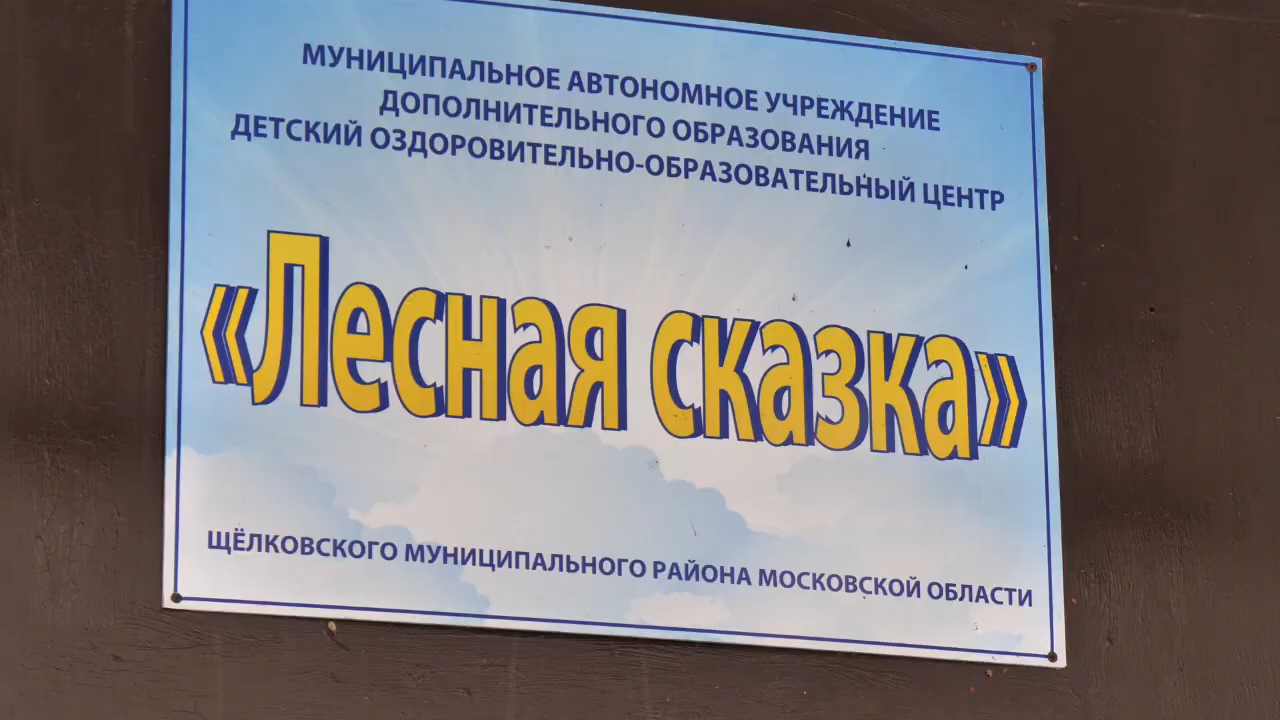 МУНИЦИПАЛЬНОЕ АВТОНОМНОЕ УЧРЕЖДЕНИЕ
ДОПОЛНИТЕЛЬНОГО ОБРАЗОВАНИЯ
ДЕТСКИЙ ОЗДОРОВИТЕЛЬНО-ОБРАЗОВАТЕЛЬНЫЙ ЦЕНТР
«Лесная сказка»
ЩЁЛКОВСКОГО МУНИЦИПАЛЬНОГО РАЙОНА МОСКОВСКОЙ ОБЛАСТИ